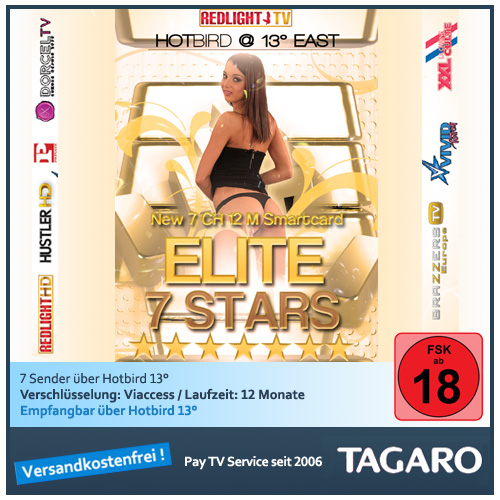 REDLIGHT TV
HOTBIRD @ 13° EAST
DORCEL TV
HUSTLER HD
REDLIGHT HD
XXL
VIVID
BRAZZERS TV
Europe
New 7 CH 12 M Smartcard
ELITE
7 STARS
FSK
ab
18
7 Sender über Hotbird 13°
Verschlüsselung: Viaccess / Laufzeit: 12 Monate
Empfangbar über Hotbird 13°
Versandkostenfrei !
Pay TV Service seit 2006
TAGARO